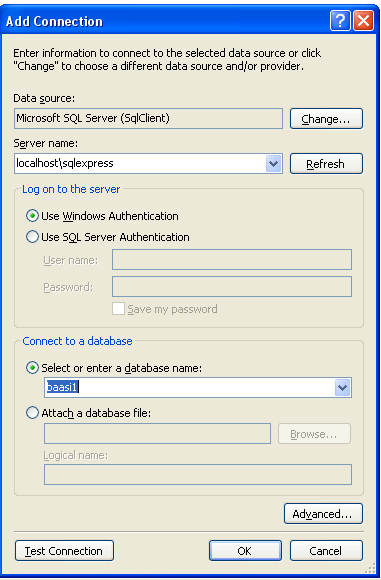 Add Connection
Enter information to connect to the selected data source or click
"Change" to choose a different data source and/or provider.
Data source:
Microsoft SQL Server (SqlClient)
Change...
Server name:
localhost\sqlexpress
Refresh
Log on to the server
Use Windows Authentication
Use SQL Server Authentication
User name:
Password:
Save my password
Connect to a database
Select or enter a database name:
baasi1
Attach a database file:
Browse...
Logical name:
Advanced...
Test Connection
OK
Cancel